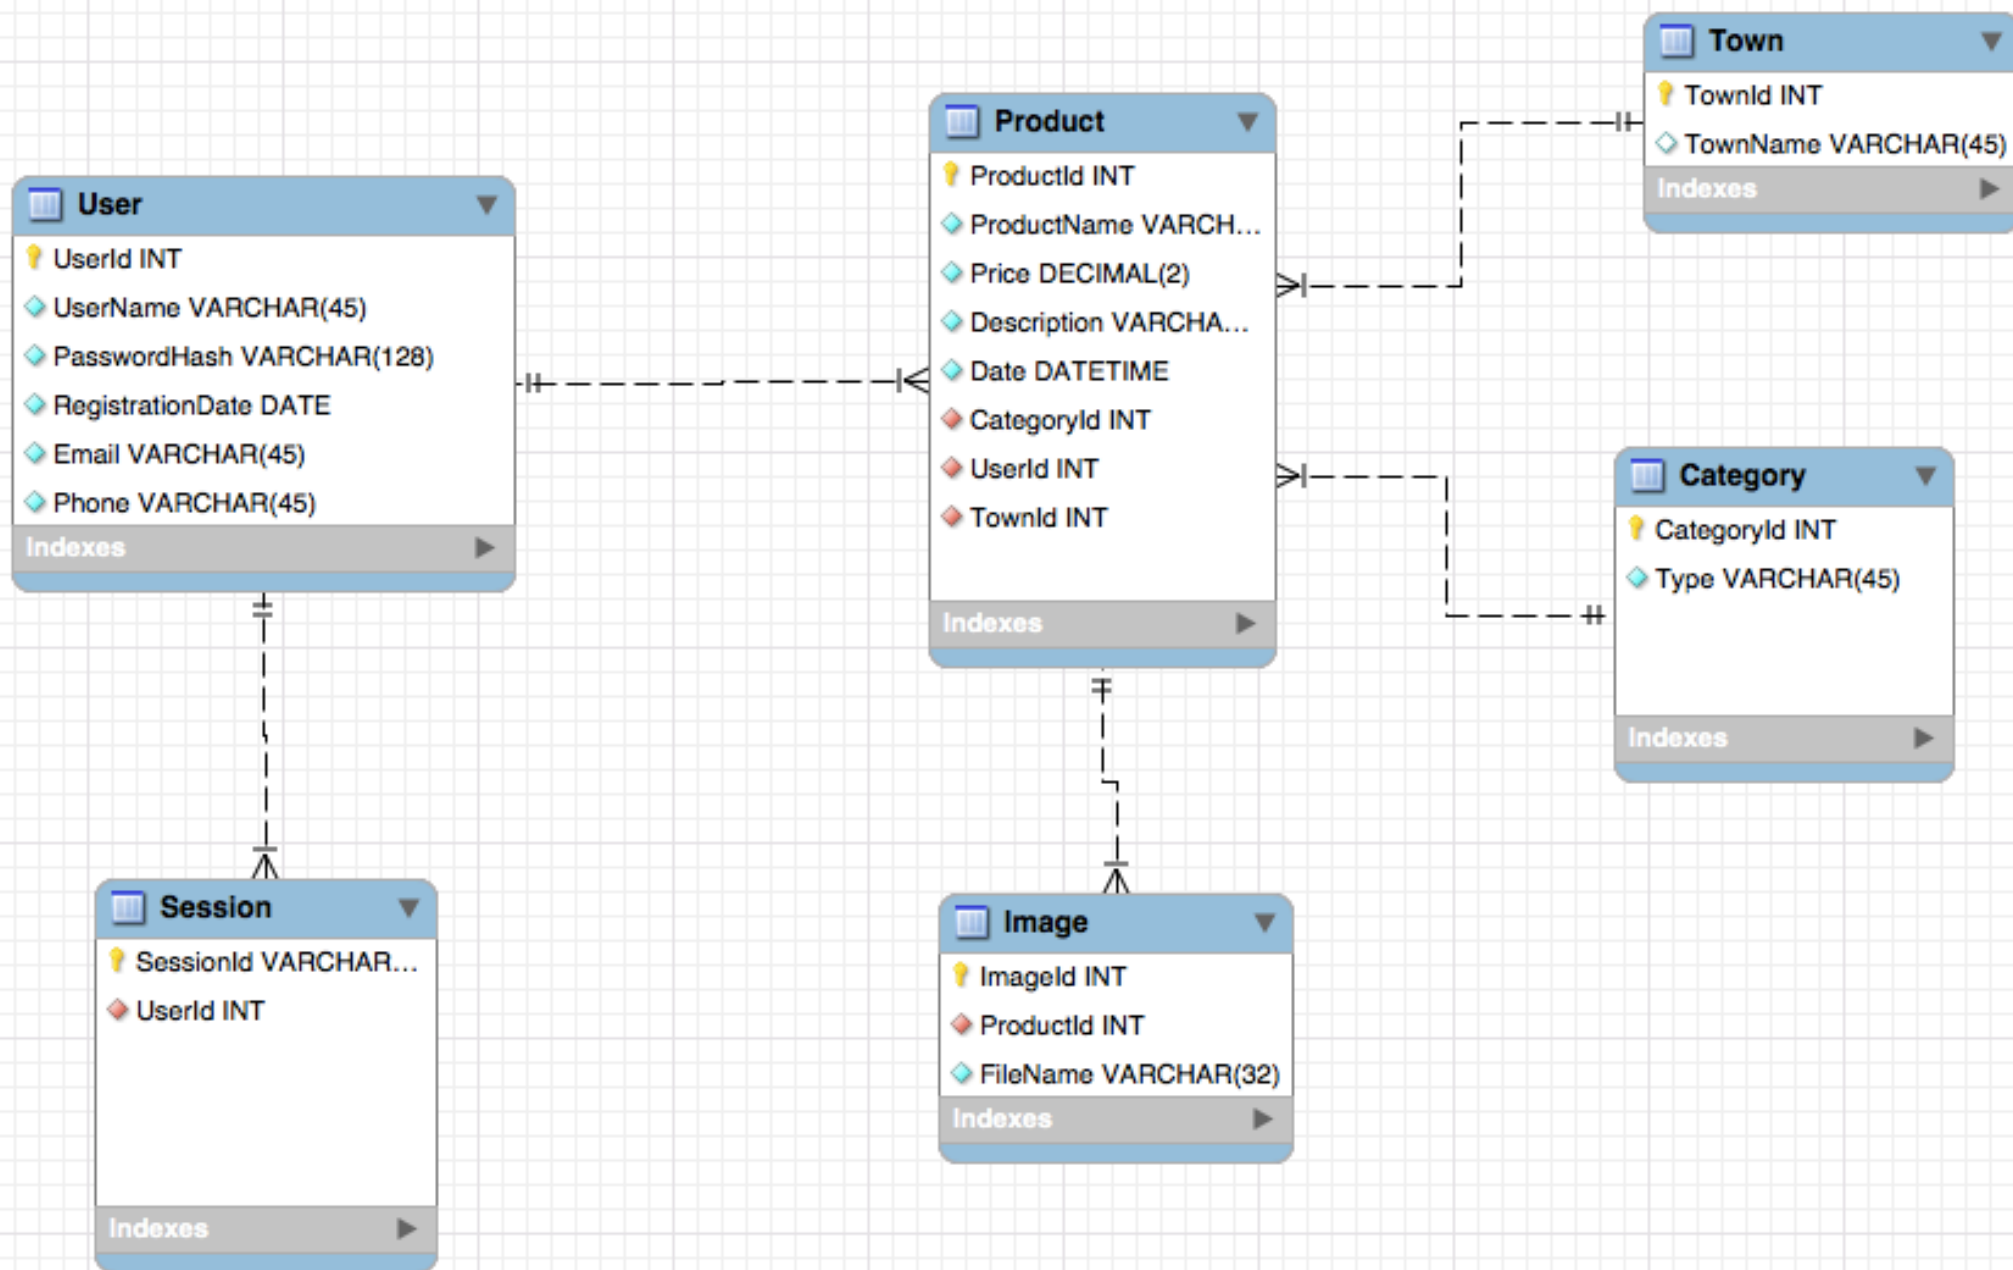 User
UserId INT
UserName VARCHAR(45)
PasswordHash VARCHAR(128)
RegistrationDate DATE
Email VARCHAR(45)
Phone VARCHAR(45)
Indexes
Product
ProductId INT
ProductName VARCH...
Price DECIMAL(2)
Description VARCHA...
Date DATETIME
CategoryId INT
UserId INT
TownId INT
Indexes
Town
TownId INT
TownName VARCHAR(45)
Indexes
Category
CategoryId INT
Type VARCHAR(45)
Indexes
Session
SessionId VARCHAR...
UserId INT
Indexes
Image
ImageId INT
ProductId INT
FileName VARCHAR(32)
Indexes